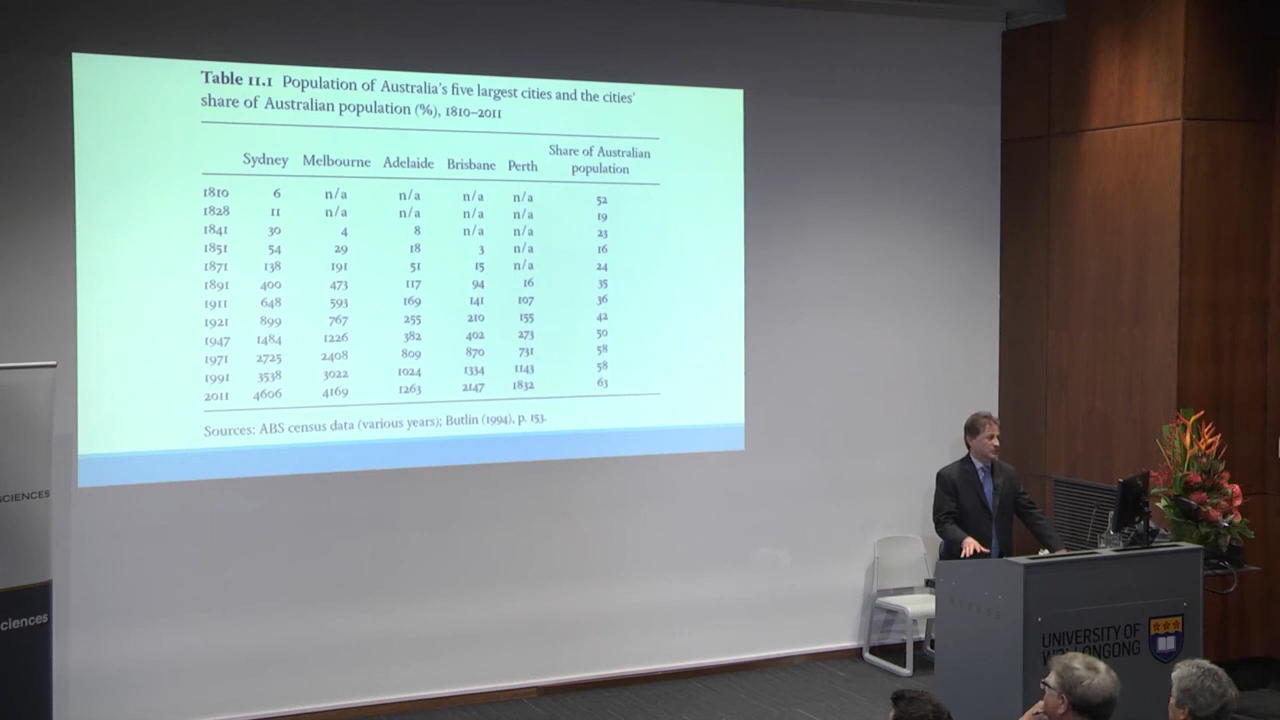 Table 11.1 Population of Australia's five largest cities and the cities'
share of Australian population (%), 1810–2011
Sydney Melbourne Adelaide Brisbane Perth Share of Australian population
1810 6 n/a n/a n/a n/a 52
1828 11 n/a n/a n/a n/a 19
1841 30 4 8 n/a n/a 23
1851 54 29 18 3 n/a 16
1871 138 191 51 15 n/a 24
1891 400 473 117 94 16 35
1911 648 593 169 141 107 36
1921 899 767 255 210 155 42
1947 1484 1226 382 402 273 50
1971 2725 2408 809 870 731 58
1991 3538 3022 1024 1334 1143 58
2011 4606 4169 1263 2147 1832 63
Sources: ABS census data (various years); Butlin (1994), p. 153.
SCIENCES
ciences
UNIVERSITY OF
WOLLONGONG